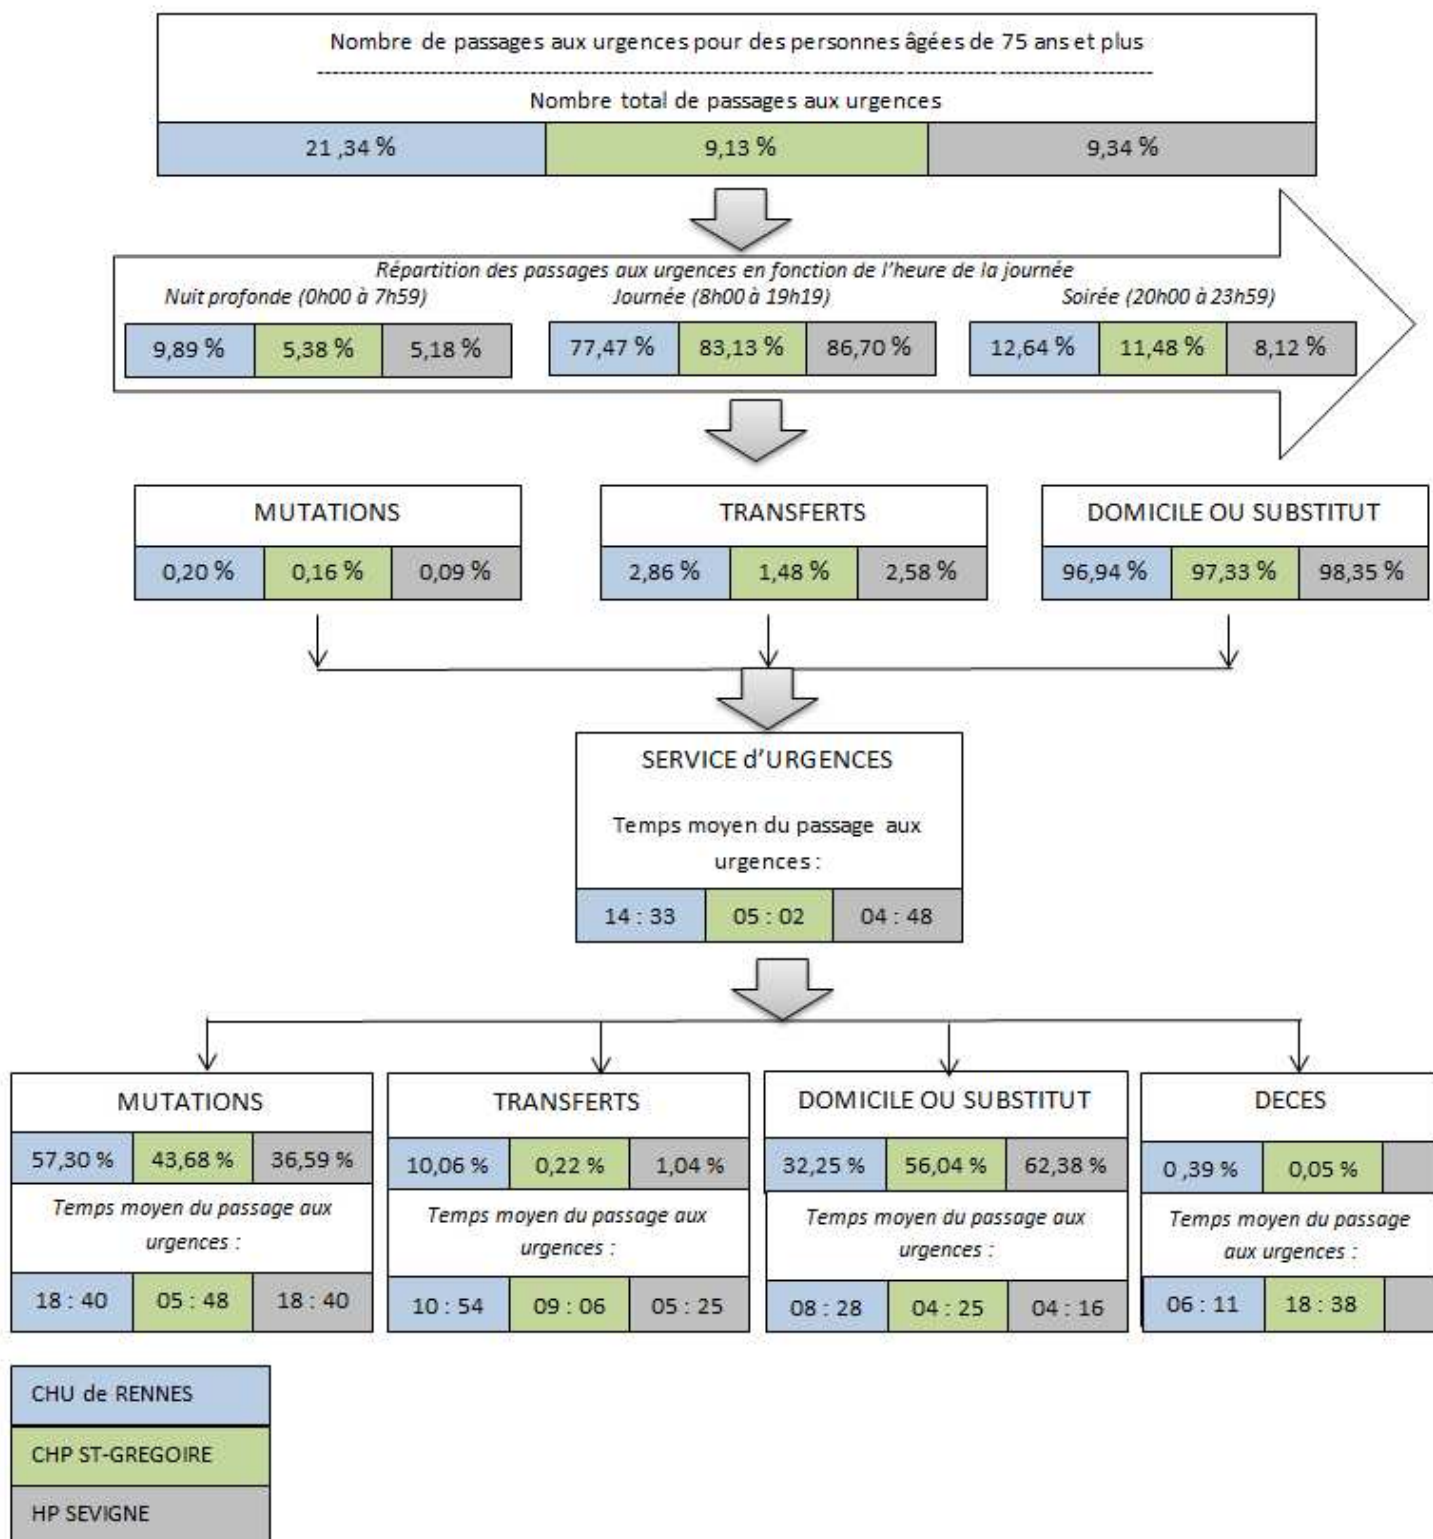 Nombre de passages aux urgences pour des personnes âgées de 75 ans et plus
Nombre total de passages aux urgences
21 ,34 % 9,13 % 9,34 %
Répartition des passages aux urgences en fonction de l'heure de la journée
Nuit profonde (0h00 à 7h59) Journée (8h00 à 19h19) Soirée (20h00 à 23h59)
9,89 % 5,38 % 5,18 % 77,47 % 83,13 % 86,70 % 12,64 % 11,48 % 8,12 %
MUTATIONS TRANSFERTS DOMICILE OU SUBSTITUT
0,20 % 0,16 % 0,09 % 2,86 % 1,48 % 2,58 % 96,94 % 97,33 % 98,35 %
SERVICE d'URGENCES
Temps moyen du passage aux
urgences :
14 : 33 05 : 02 04 : 48
MUTATIONS
57,30 % 43,68 % 36,59 %
Temps moyen du passage aux
urgences :
18 : 40 05 : 48 18 : 40
TRANSFERTS
10,06 % 0,22 % 1,04 %
Temps moyen du passage aux
urgences :
10 : 54 09 : 06 05 : 25
DOMICILE OU SUBSTITUT
32,25 % 56,04 % 62,38 %
Temps moyen du passage aux
urgences :
08 : 28 04 : 25 04 : 16
DECES
0 ,39 % 0,05 %
Temps moyen du passage
aux urgences :
06 : 11 18 : 38
CHU de RENNES
CHP ST-GREGOIRE
HP SEVIGNE